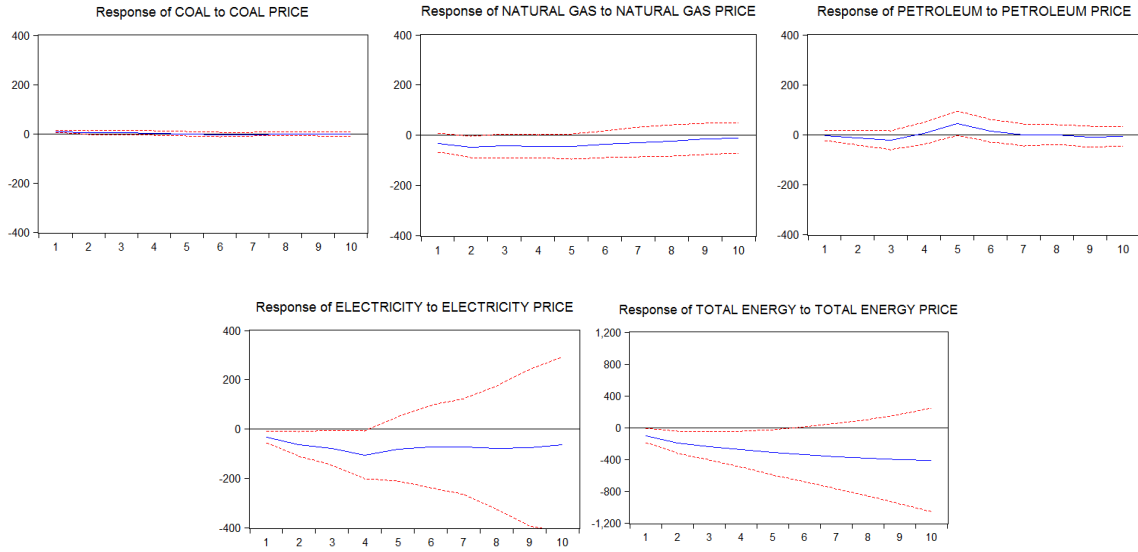 Response of COAL to COAL PRICE
400
200
0
-200
-400
1 2 3 4 5 6 7 8 9 10
Response of NATURAL GAS to NATURAL GAS PRICE
400
200
0
-200
-400
1 2 3 4 5 6 7 8 9 10
Response of PETROLEUM to PETROLEUM PRICE
400
200
0
-200
-400
1 2 3 4 5 6 7 8 9 10
Response of ELECTRICITY to ELECTRICITY PRICE
400
200
0
-200
-400
1 2 3 4 5 6 7 8 9 10
Response of TOTAL ENERGY to TOTAL ENERGY PRICE
1,200
800
400
0
-400
-800
-1,200
1 2 3 4 5 6 7 8 9 10